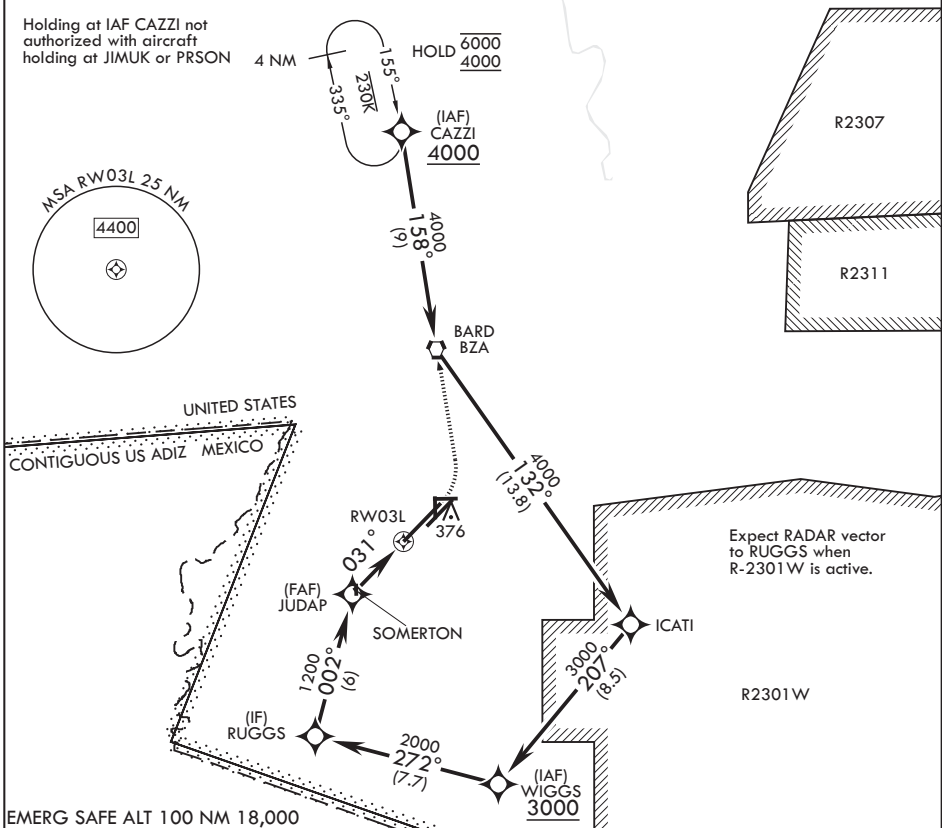 Holding at IAF CAZZI not
authorized with aircraft
holding at JIMUK or PRSON
4 NM
HOLD 6000
4000
155°
230K
335°
(IAF)
CAZZI
4000
R2307
MSA RW03L 25 NM
4400
4000
158°
(9)
R2311
BARD
BZA
UNITED STATES
CONTIGUOUS US ADIZ MEXICO
4000
132°
(13.8)
RW03L
376
031°
Expect RADAR vector
to RUGGS when
R-2301W is active.
(FAF)
JUDAP
SOMERTON
ICATI
1200
002°
(6)
3000
207°
(8.5)
R2301W
(IF)
RUGGS
2000
272°
(7.7)
(IAF)
WIGGS
3000
EMERG SAFE ALT 100 NM 18,000